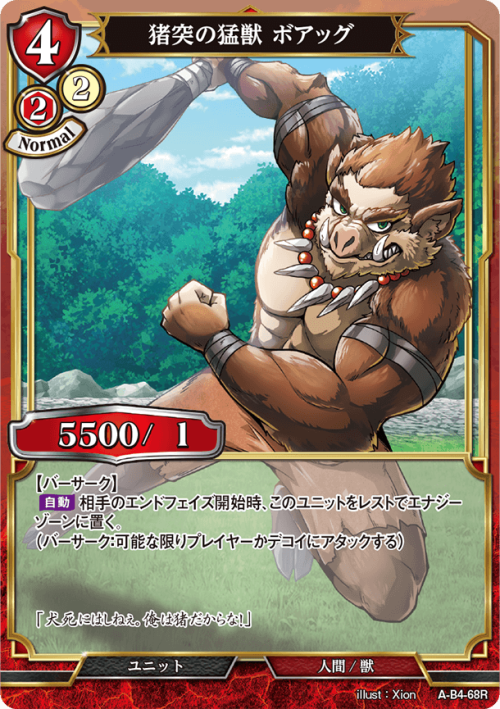 4
猪突の猛獣 ボアッグ
2
2
Normal
5500/ 1
【バーサーク】
自動 相手のエンドフェイズ開始時、このユニットをレストでエナジー
ゾーンに置く。
(バーサーク:可能な限りプレイヤーかデコイにアタックする)
「犬死にはしねぇ。俺は猪だからな!」
ユニット
人間 / 獣
illust:Xion
A-B4-68R